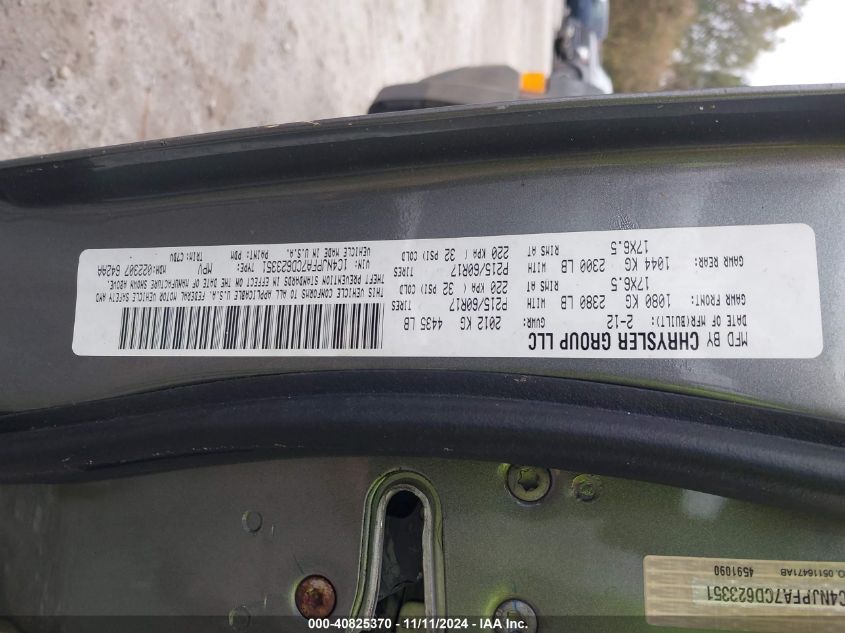 MFD BY CHRYSLER GROUP LLC
DATE OF MFR(BUILT): 2-12 GVWR: 2012 KG 4435 LB
GAWR FRONT: 1080 KG 2380 LB WITH P215/60R17 TIRES
17X6.5 RIMS AT 220 KPA ( 32 PSI) COLD
GAWR REAR: 1044 KG 2300 LB WITH P215/60R17 TIRES
17X6.5 RIMS AT 220 KPA ( 32 PSI) COLD
THIS VEHICLE CONFORMS TO ALL APPLICABLE U.S.A. FEDERAL MOTOR VEHICLE SAFETY AND
THEFT PREVENTION STANDARDS IN EFFECT ON THE DATE OF MANUFACTURE SHOWN ABOVE.
VIN: 1C4NJPFA7CD623351 TYPE: MPV MDH:022307 642AA
VEHICLE MADE IN U.S.A. PAINT: PDM TRIM: C7DV
C4NJPFA7CD623351
O. 05116471AB
4591090
000-40825370 - 11/11/2024 - IAA Inc.